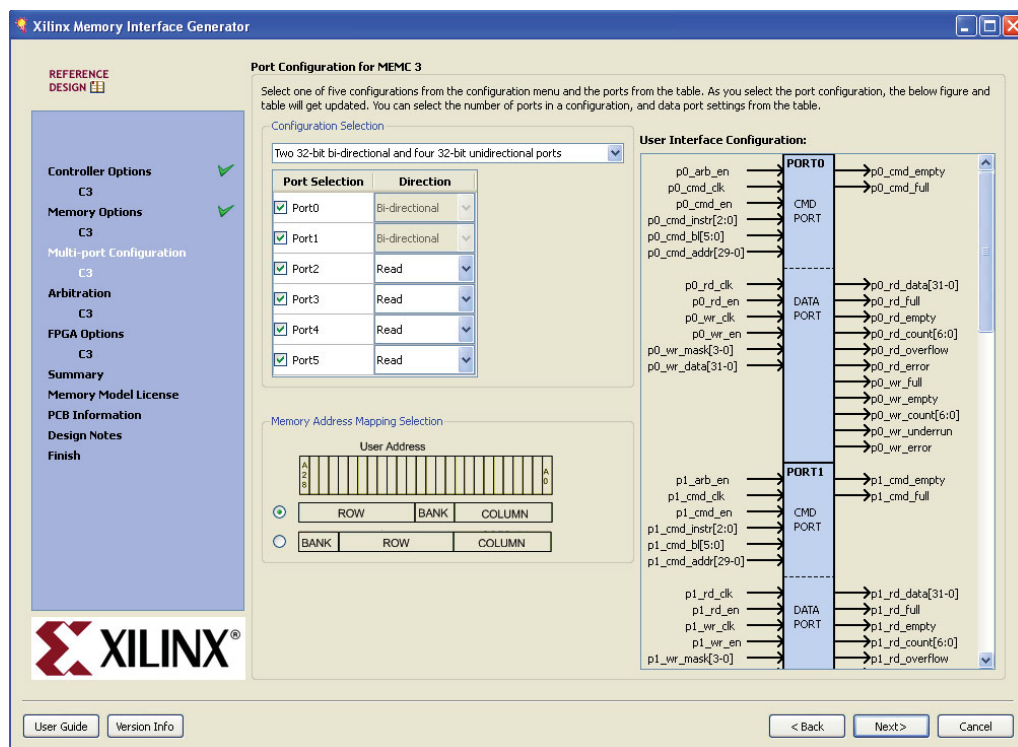 Xilinx Memory Interface Generator
REFERENCE
DESIGN
Controller Options
C3
Memory Options
C3
Multi-port Configuration
C3
Arbitration
C3
FPGA Options
C3
Summary
Memory Model License
PCB Information
Design Notes
Finish
XILINX®
Port Configuration for MEMC 3
Select one of five configurations from the configuration menu and the ports from the table. As you select the port configuration, the below figure and
table will get updated. You can select the number of ports in a configuration, and data port settings from the table.
Configuration Selection
Two 32-bit bi-directional and four 32-bit unidirectional ports
Port Selection Direction
Port0 Bi-directional
Port1 Bi-directional
Port2 Read
Port3 Read
Port4 Read
Port5 Read
Memory Address Mapping Selection
User Address
A28 A0
ROW BANK COLUMN
BANK ROW COLUMN
User Interface Configuration:
PORT0
p0_arb_en p0_cmd_empty
p0_cmd_clk p0_cmd_full
p0_cmd_en CMD
p0_cmd_instr[2:0] PORT
p0_cmd_bl[5:0]
p0_cmd_addr[29-0]
p0_rd_clk p0_rd_data[31-0]
p0_rd_en DATA p0_rd_full
p0_wr_clk PORT p0_rd_empty
p0_wr_en p0_rd_count[6:0]
p0_wr_mask[3-0] p0_rd_overflow
p0_wr_data[31-0] p0_rd_error
p0_wr_full
p0_wr_empty
p0_wr_count[6:0]
p0_wr_underrun
p0_wr_error
PORT1
p1_arb_en p1_cmd_empty
p1_cmd_clk p1_cmd_full
p1_cmd_en CMD
p1_cmd_instr[2:0] PORT
p1_cmd_bl[5:0]
p1_cmd_addr[29-0]
p1_rd_clk p1_rd_data[31-0]
p1_rd_en DATA p1_rd_full
p1_wr_clk PORT p1_rd_empty
p1_wr_en p1_rd_count[6:0]
p1_wr_mask[3-0] p1_rd_overflow
User Guide Version Info < Back Next> Cancel